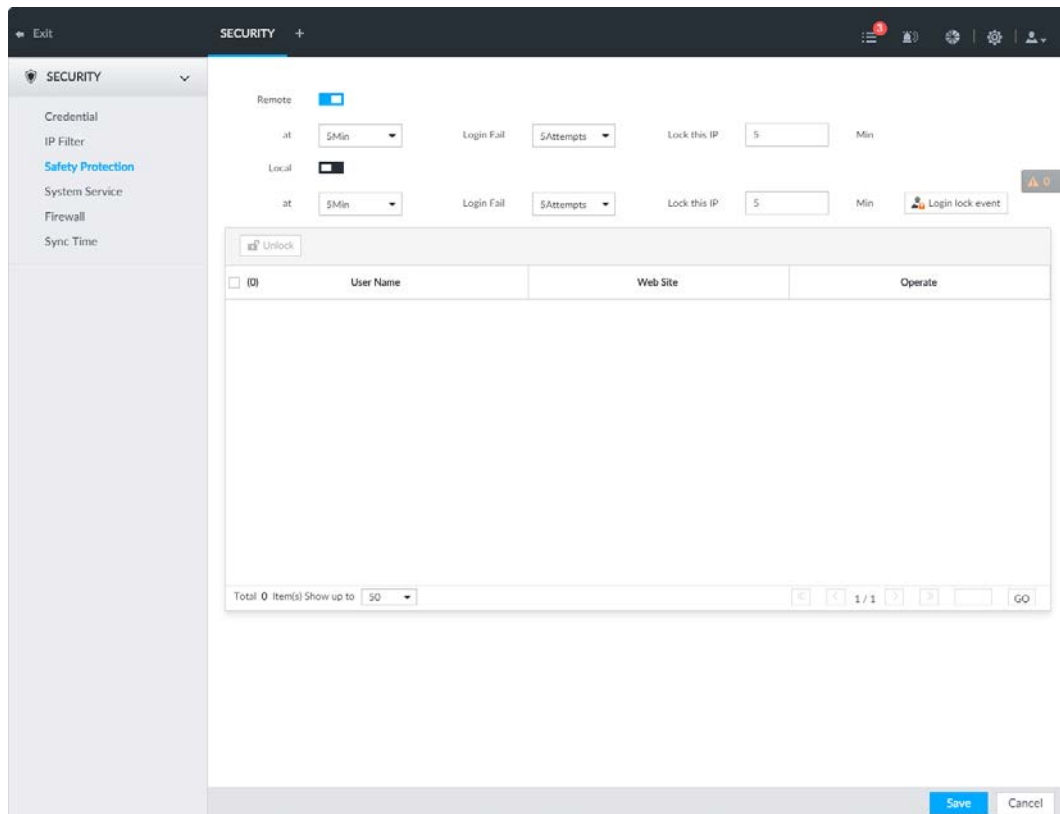 Exit SECURITY + 3
SECURITY
Credential
IP Filter
Safety Protection
System Service
Firewall
Sync Time
Remote
at 5Min Login Fail 5Attempts Lock this IP 5 Min
Local
0
at 5Min Login Fail 5Attempts Lock this IP 5 Min Login lock event
Unlock
(0) User Name Web Site Operate
Total 0 Item(s) Show up to 50 1 / 1 GO
Save Cancel